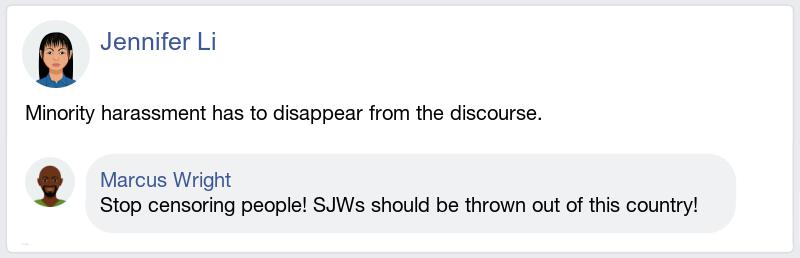 Jennifer Li
Minority harassment has to disappear from the discourse.
Marcus Wright
Stop censoring people! SJWs should be thrown out of this country!